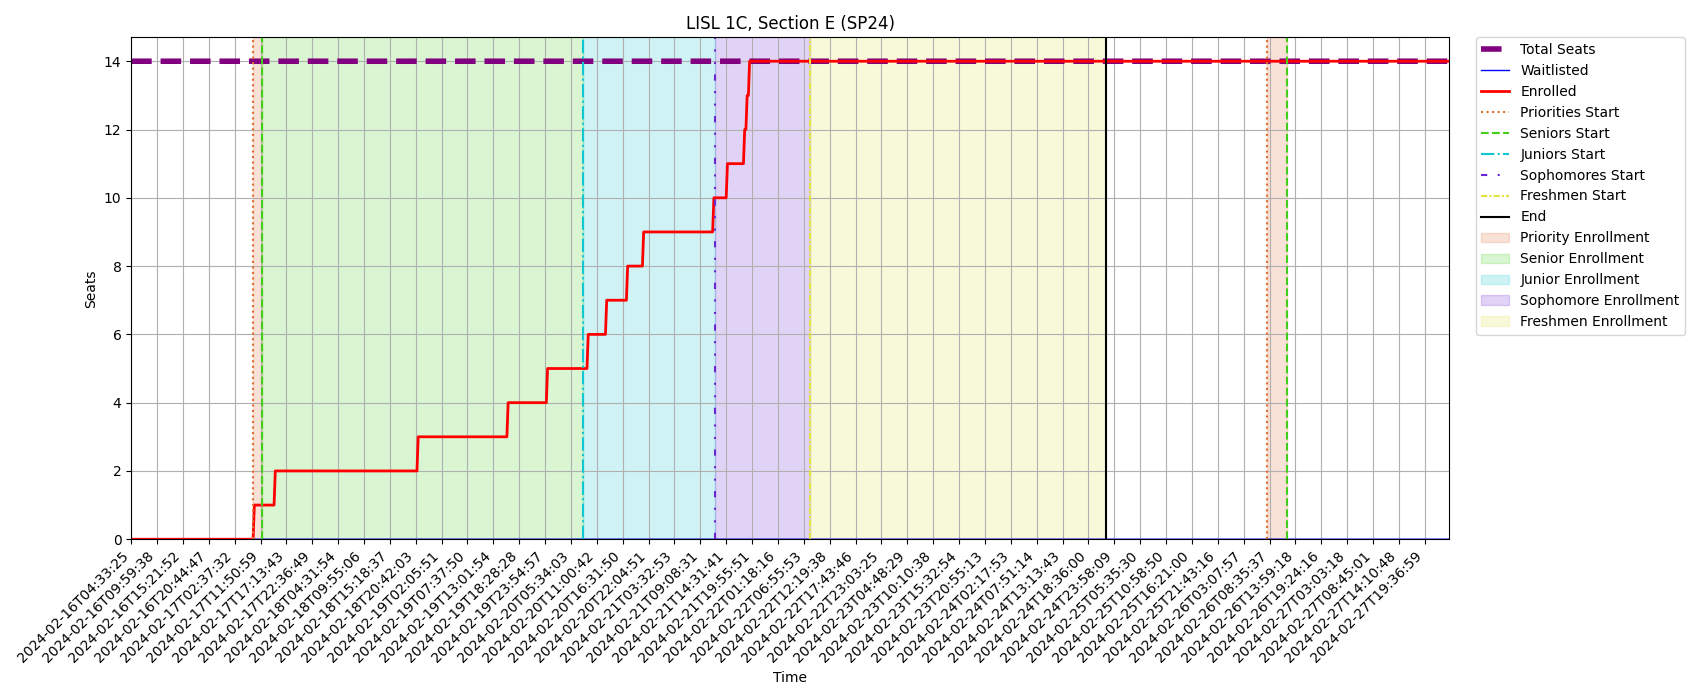 LISL 1C, Section E (SP24)
Total Seats
Waitlisted
Enrolled
Priorities Start
Seniors Start
Juniors Start
Sophomores Start
Freshmen Start
End
Priority Enrollment
Senior Enrollment
Junior Enrollment
Sophomore Enrollment
Freshmen Enrollment
Seats
14
12
10
8
6
4
2
0
2024-02-16T04:33:25
2024-02-16T09:59:38
2024-02-16T15:21:52
2024-02-16T20:44:47
2024-02-17T02:37:32
2024-02-17T11:50:59
2024-02-17T17:13:43
2024-02-17T22:36:49
2024-02-18T04:31:54
2024-02-18T09:55:06
2024-02-18T15:18:37
2024-02-18T20:42:03
2024-02-19T02:05:51
2024-02-19T07:37:50
2024-02-19T13:01:54
2024-02-19T18:28:28
2024-02-19T23:54:57
2024-02-20T05:34:03
2024-02-20T11:00:42
2024-02-20T16:31:50
2024-02-20T22:04:51
2024-02-21T03:32:53
2024-02-21T09:08:31
2024-02-21T14:31:41
2024-02-21T19:55:51
2024-02-22T01:18:16
2024-02-22T06:55:53
2024-02-22T12:19:38
2024-02-22T17:43:46
2024-02-22T23:03:25
2024-02-23T04:48:29
2024-02-23T10:10:38
2024-02-23T15:32:54
2024-02-23T20:55:13
2024-02-24T02:17:53
2024-02-24T07:51:14
2024-02-24T13:13:43
2024-02-24T18:36:00
2024-02-24T23:58:09
2024-02-25T05:35:30
2024-02-25T10:58:50
2024-02-25T16:21:00
2024-02-25T21:43:16
2024-02-26T03:07:57
2024-02-26T08:35:37
2024-02-26T13:59:18
2024-02-26T19:24:16
2024-02-27T03:03:18
2024-02-27T08:45:01
2024-02-27T14:10:48
2024-02-27T19:36:59
Time